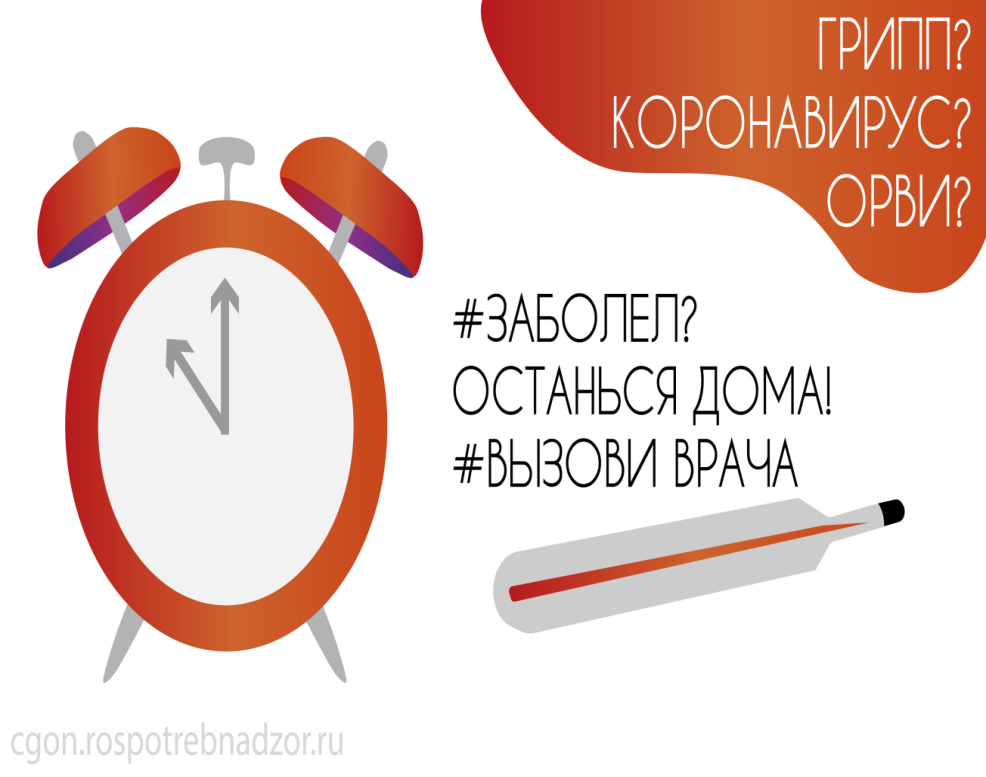 ГРИПП?
КОРОНАВИРУС?
ОРВИ?
#ЗАБОЛЕЛ?
ОСТАНЬСЯ ДОМА!
#ВЫЗОВИ ВРАЧА
cgon.rospotrebnadzor.ru